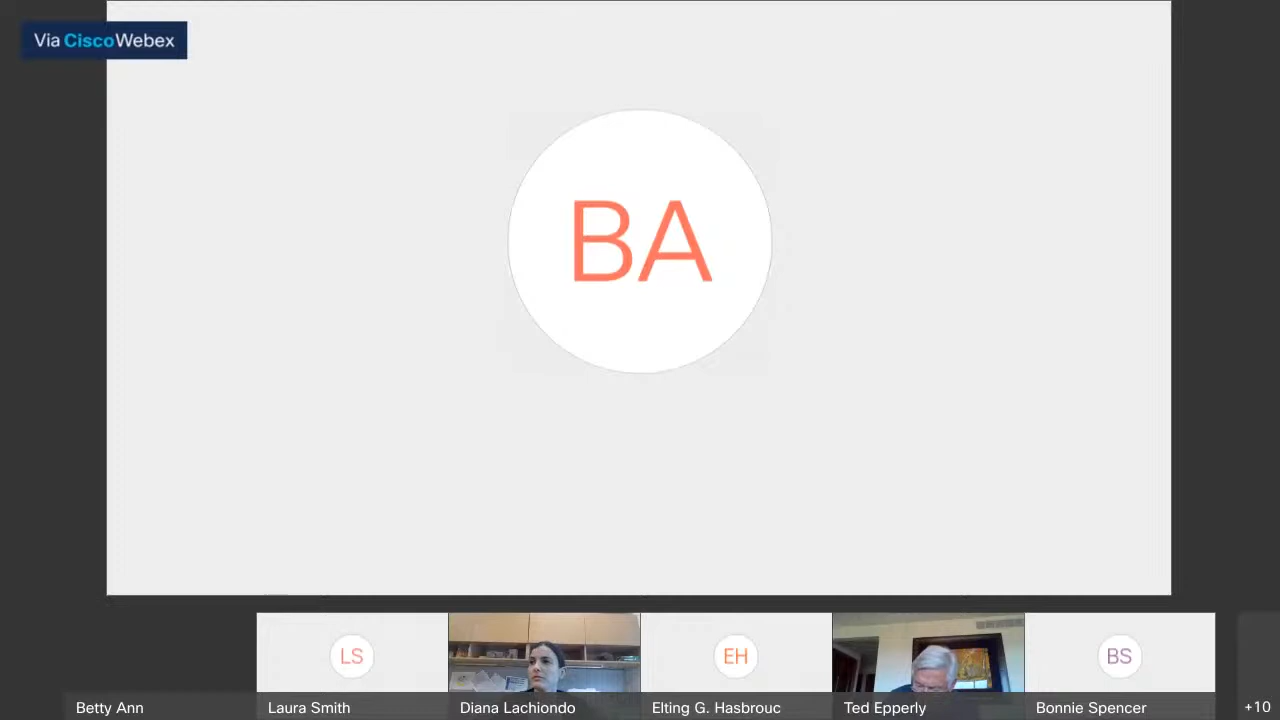 Via CiscoWebex
BA
LS
EH
BS
Betty Ann
Laura Smith
Diana Lachiondo
Elting G. Hasbrouc
Ted Epperly
Bonnie Spencer
+10